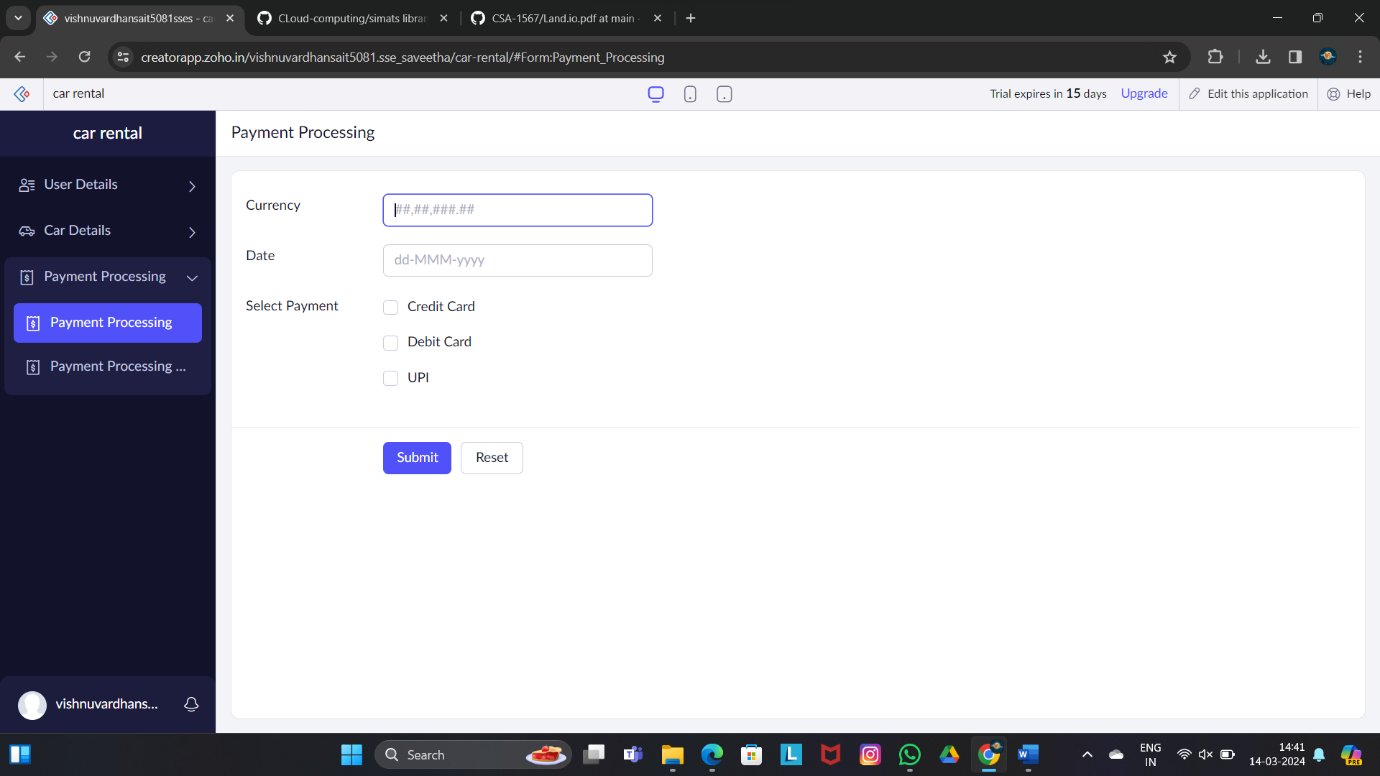 vishnuvardhansait5081sses - ca
CLoud-computing/simats librar
CSA-1567/Land.io.pdf at main
creatorapp.zoho.in/vishnuvardhansait5081.sse_saveetha/car-rental/#Form:Payment_Processing
car rental
Trial expires in 15 days
Upgrade
Edit this application
Help
car rental
Payment Processing
User Details
Car Details
Payment Processing
Payment Processing
Payment Processing ...
Currency
##,##,###.##
Date
dd-MMM-yyyy
Select Payment
Credit Card
Debit Card
UPI
Submit
Reset
vishnuvardhans...
Search
ENG
IN
14:41
14-03-2024